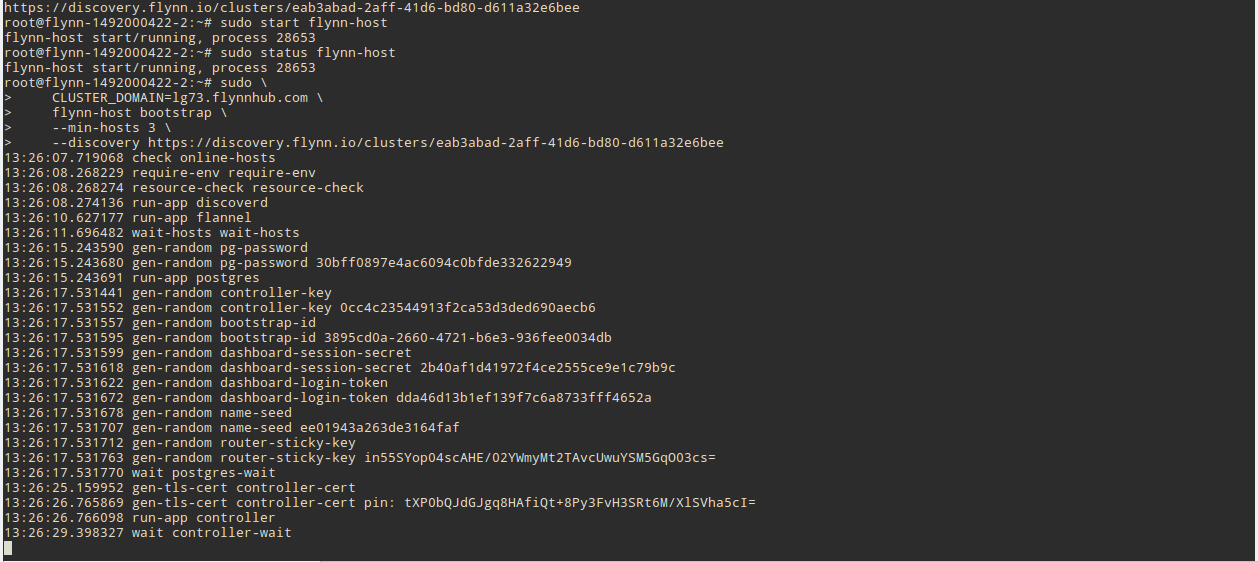 https://discovery.flynn.io/clusters/eab3abad-2aff-41d6-bd80-d611a32e6bee
root@flynn-1492000422-2:~# sudo start flynn-host
flynn-host start/running, process 28653
root@flynn-1492000422-2:~# sudo status flynn-host
flynn-host start/running, process 28653
root@flynn-1492000422-2:~# sudo \
>     CLUSTER_DOMAIN=lg73.flynnhub.com \
>     flynn-host bootstrap \
>     --min-hosts 3 \
>     --discovery https://discovery.flynn.io/clusters/eab3abad-2aff-41d6-bd80-d611a32e6bee
13:26:07.719068 check online-hosts
13:26:08.268229 require-env require-env
13:26:08.268274 resource-check resource-check
13:26:08.274136 run-app discoverd
13:26:10.627177 run-app flannel
13:26:11.696482 wait-hosts wait-hosts
13:26:15.243590 gen-random pg-password
13:26:15.243680 gen-random pg-password 30bff0897e4ac6094c0bfde332622949
13:26:15.243691 run-app postgres
13:26:17.531441 gen-random controller-key
13:26:17.531552 gen-random controller-key 0cc4c23544913f2ca53d3ded690aecb6
13:26:17.531557 gen-random bootstrap-id
13:26:17.531595 gen-random bootstrap-id 3895cd0a-2660-4721-b6e3-936fee0034db
13:26:17.531599 gen-random dashboard-session-secret
13:26:17.531618 gen-random dashboard-session-secret 2b40af1d41972f4ce2555ce9e1c79b9c
13:26:17.531622 gen-random dashboard-login-token
13:26:17.531672 gen-random dashboard-login-token dda46d13b1ef139f7c6a8733fff4652a
13:26:17.531678 gen-random name-seed
13:26:17.531707 gen-random name-seed ee01943a263de3164faf
13:26:17.531712 gen-random router-sticky-key
13:26:17.531763 gen-random router-sticky-key in55SYop04scAHE/02YWmyMt2TAvcUwuYSM5GqO03cs=
13:26:17.531770 wait postgres-wait
13:26:25.159952 gen-tls-cert controller-cert
13:26:26.765869 gen-tls-cert controller-cert pin: tXP0bQJdGJgq8HAfiQt+8Py3FvH3SRt6M/XlSVha5cI=
13:26:26.766098 run-app controller
13:26:29.398327 wait controller-wait